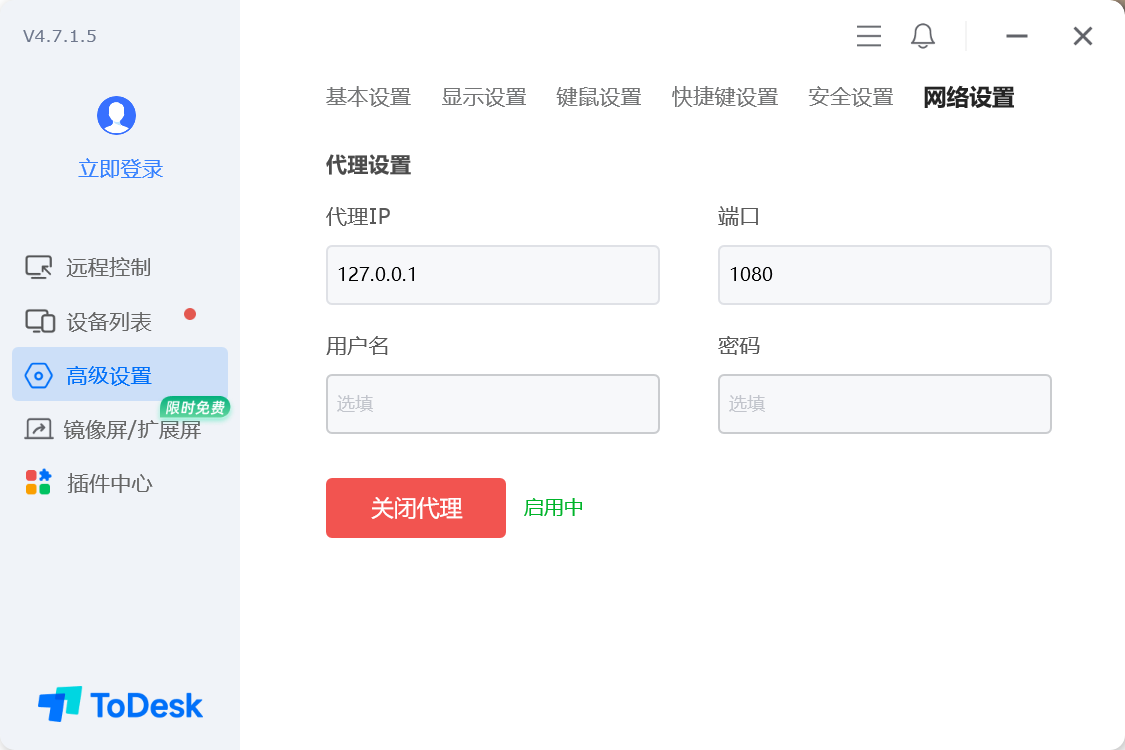 V4.7.1.5
立即登录
远程控制
设备列表
高级设置
限时免费
镜像屏/扩展屏
插件中心
ToDesk
基本设置 显示设置 键鼠设置 快捷键设置 安全设置 网络设置
代理设置
代理IP 端口
127.0.0.1 1080
用户名 密码
选填 选填
关闭代理 启用中